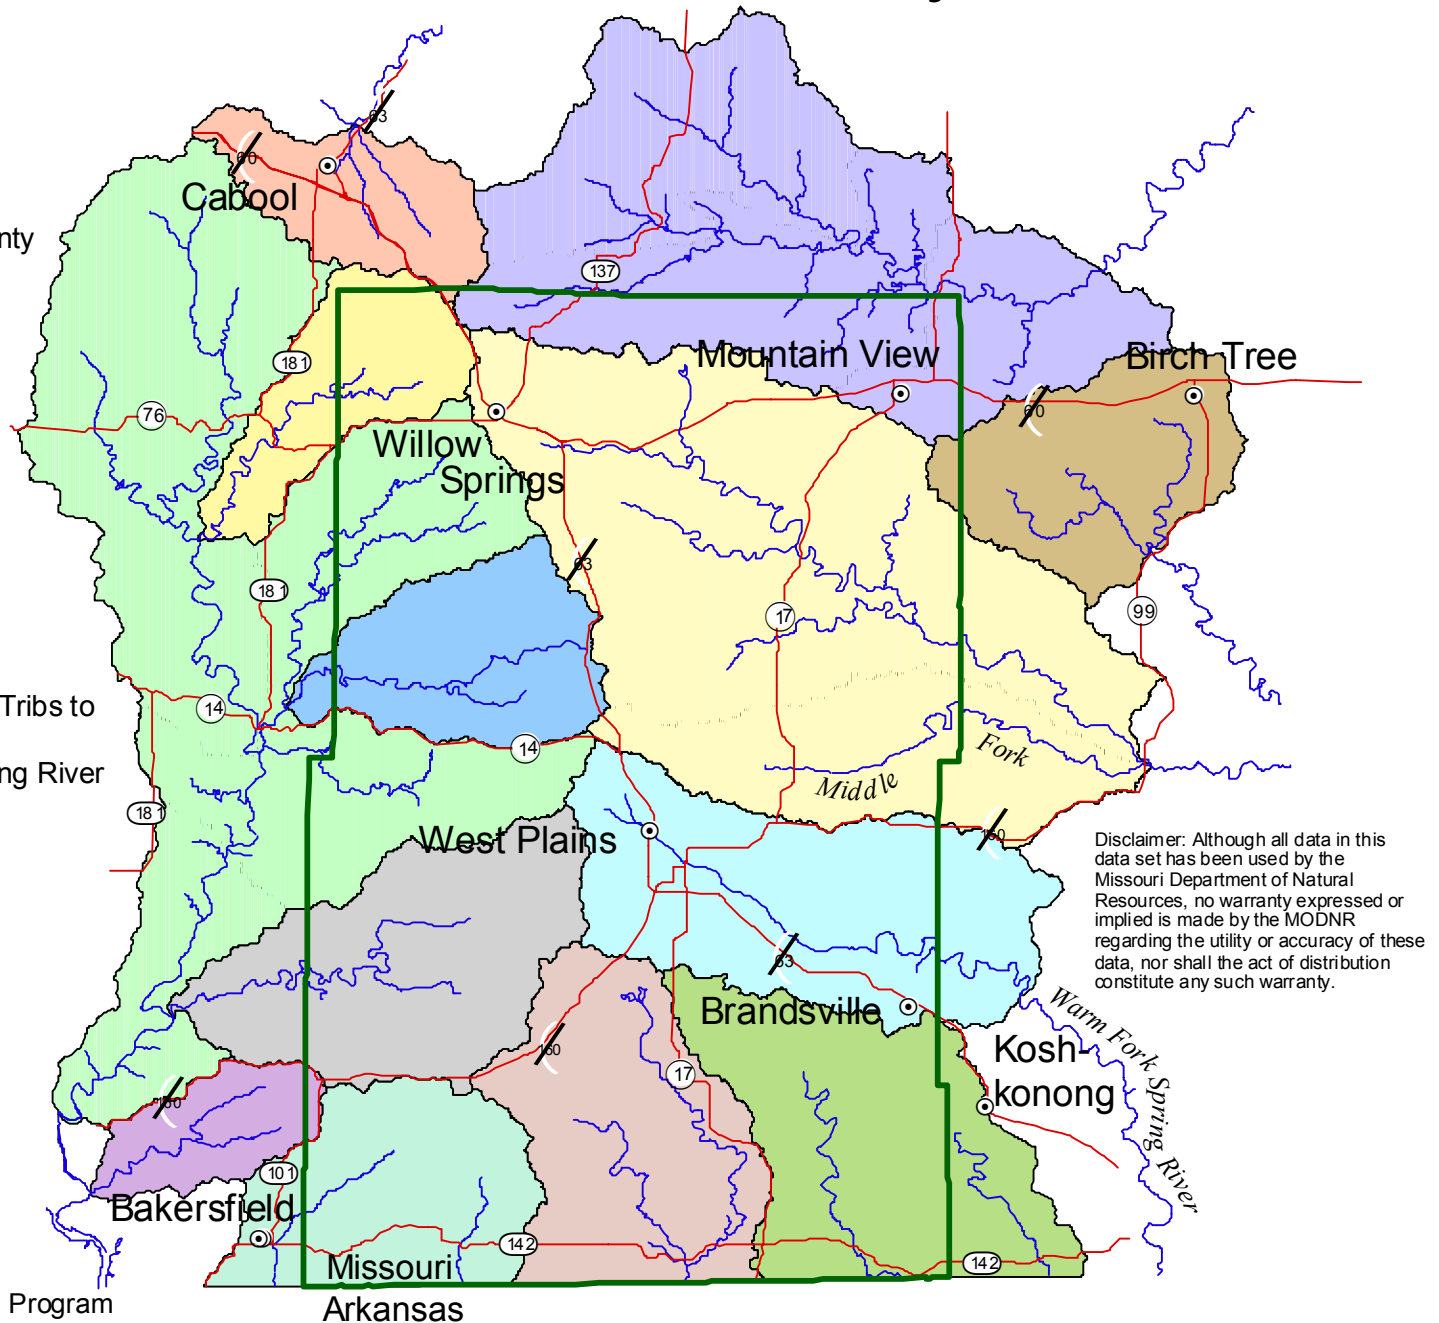 63
60
Cabool
nty
137
Mountain View
Birch Tree
181
76
60
Willow
Springs
63
181
17
99
Tribs to
14
Fork
14
ng River
Middle
181
160
West Plains
Disclaimer: Although all data in this
data set has been used by the
Missouri Department of Natural
Resources, no warranty expressed or
implied is made by the MODNR
regarding the utility or accuracy of these
data, nor shall the act of distribution
constitute any such warranty.
63
Brandsville
Warm Fork Spring River
160
Kosh-
konong
17
160
101
Bakersfield
142
142
Missouri
Program
Arkansas